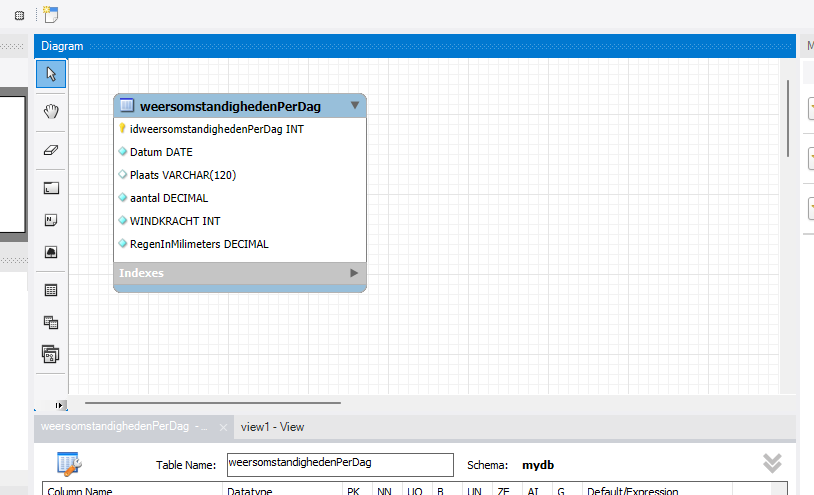 Diagram
weersomstandighedenPerDag
idweersomstandighedenPerDag INT
Datum DATE
Plaats VARCHAR(120)
aantal DECIMAL
WINDKRACHT INT
RegenInMilimeters DECIMAL
Indexes
weersomstandighedenPerDag - ...
view1 - View
Table Name: weersomstandighedenPerDag Schema: mydb
Column Name Datatype PK NN UQ B UN ZF AI G Default/Expression